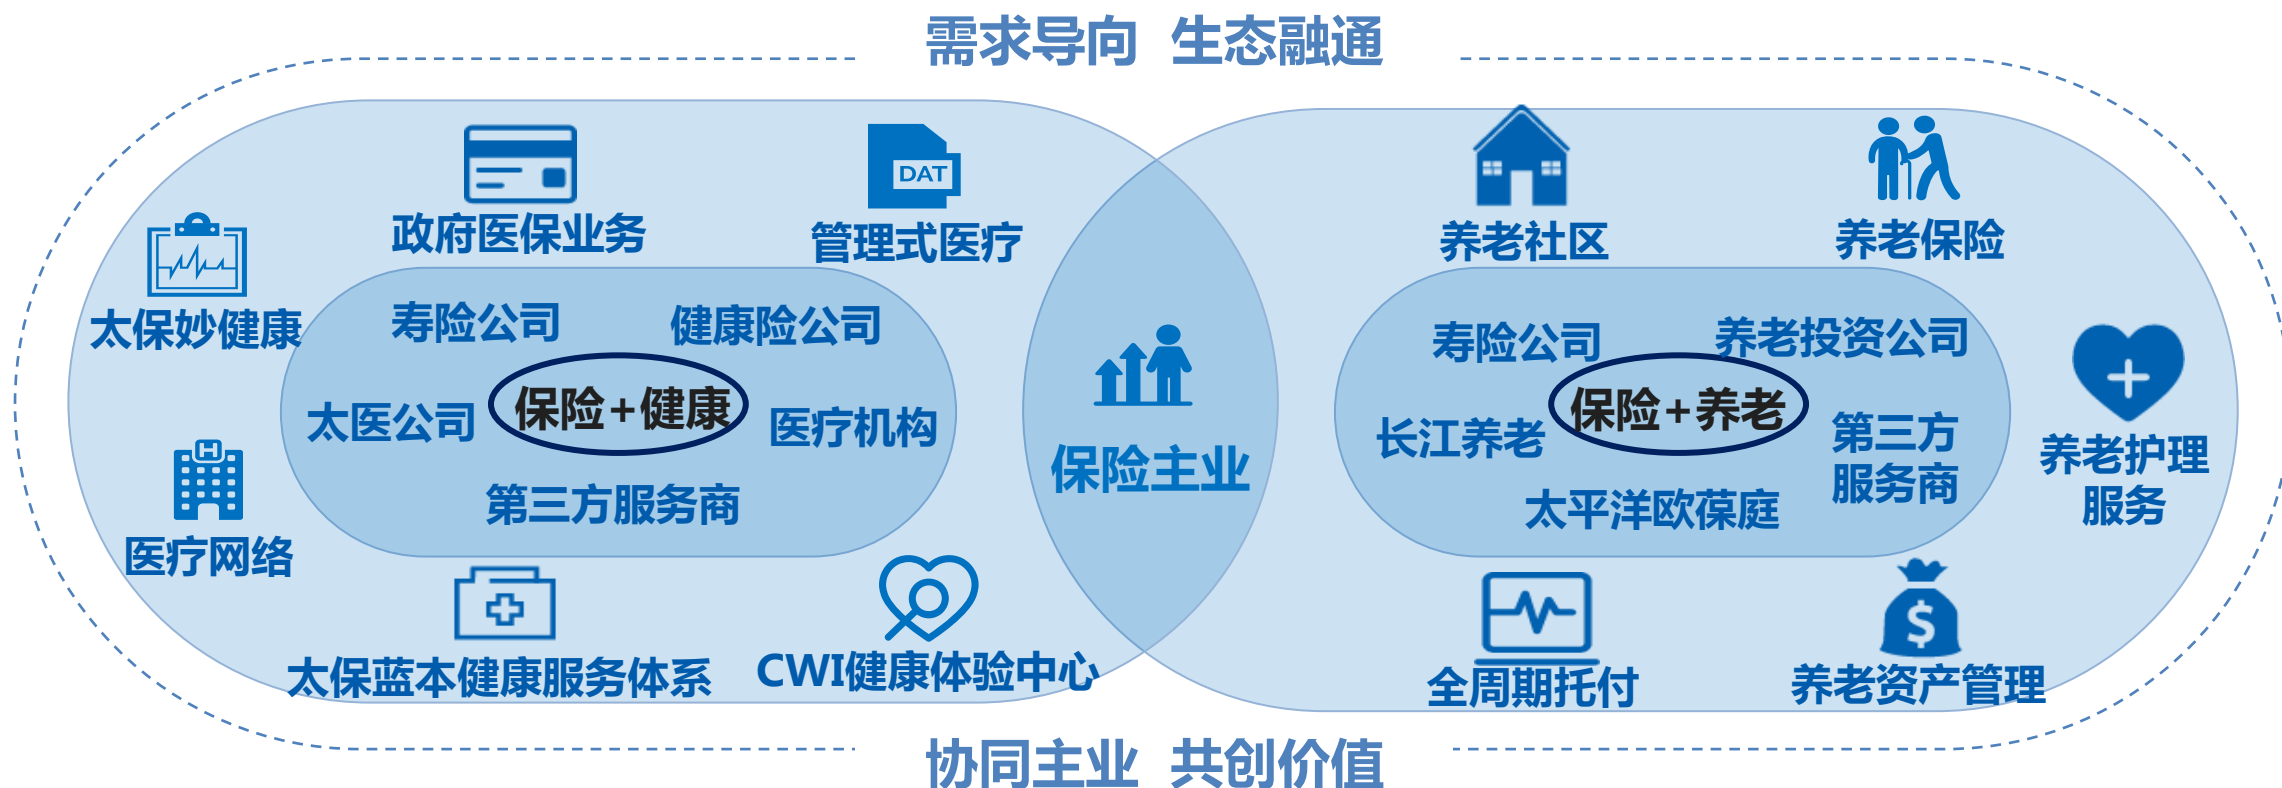 需求导向 生态融通
政府医保业务
管理式医疗
DAT
太保妙健康
寿险公司
健康险公司
太医公司
保险+健康
医疗机构
第三方服务商
医疗网络
H
太保蓝本健康服务体系
CWI健康体验中心
保险主业
养老社区
养老保险
寿险公司
养老投资公司
长江养老
保险+养老
第三方
服务商
太平洋欧葆庭
养老护理
服务
全周期托付
$
养老资产管理
协同主业 共创价值